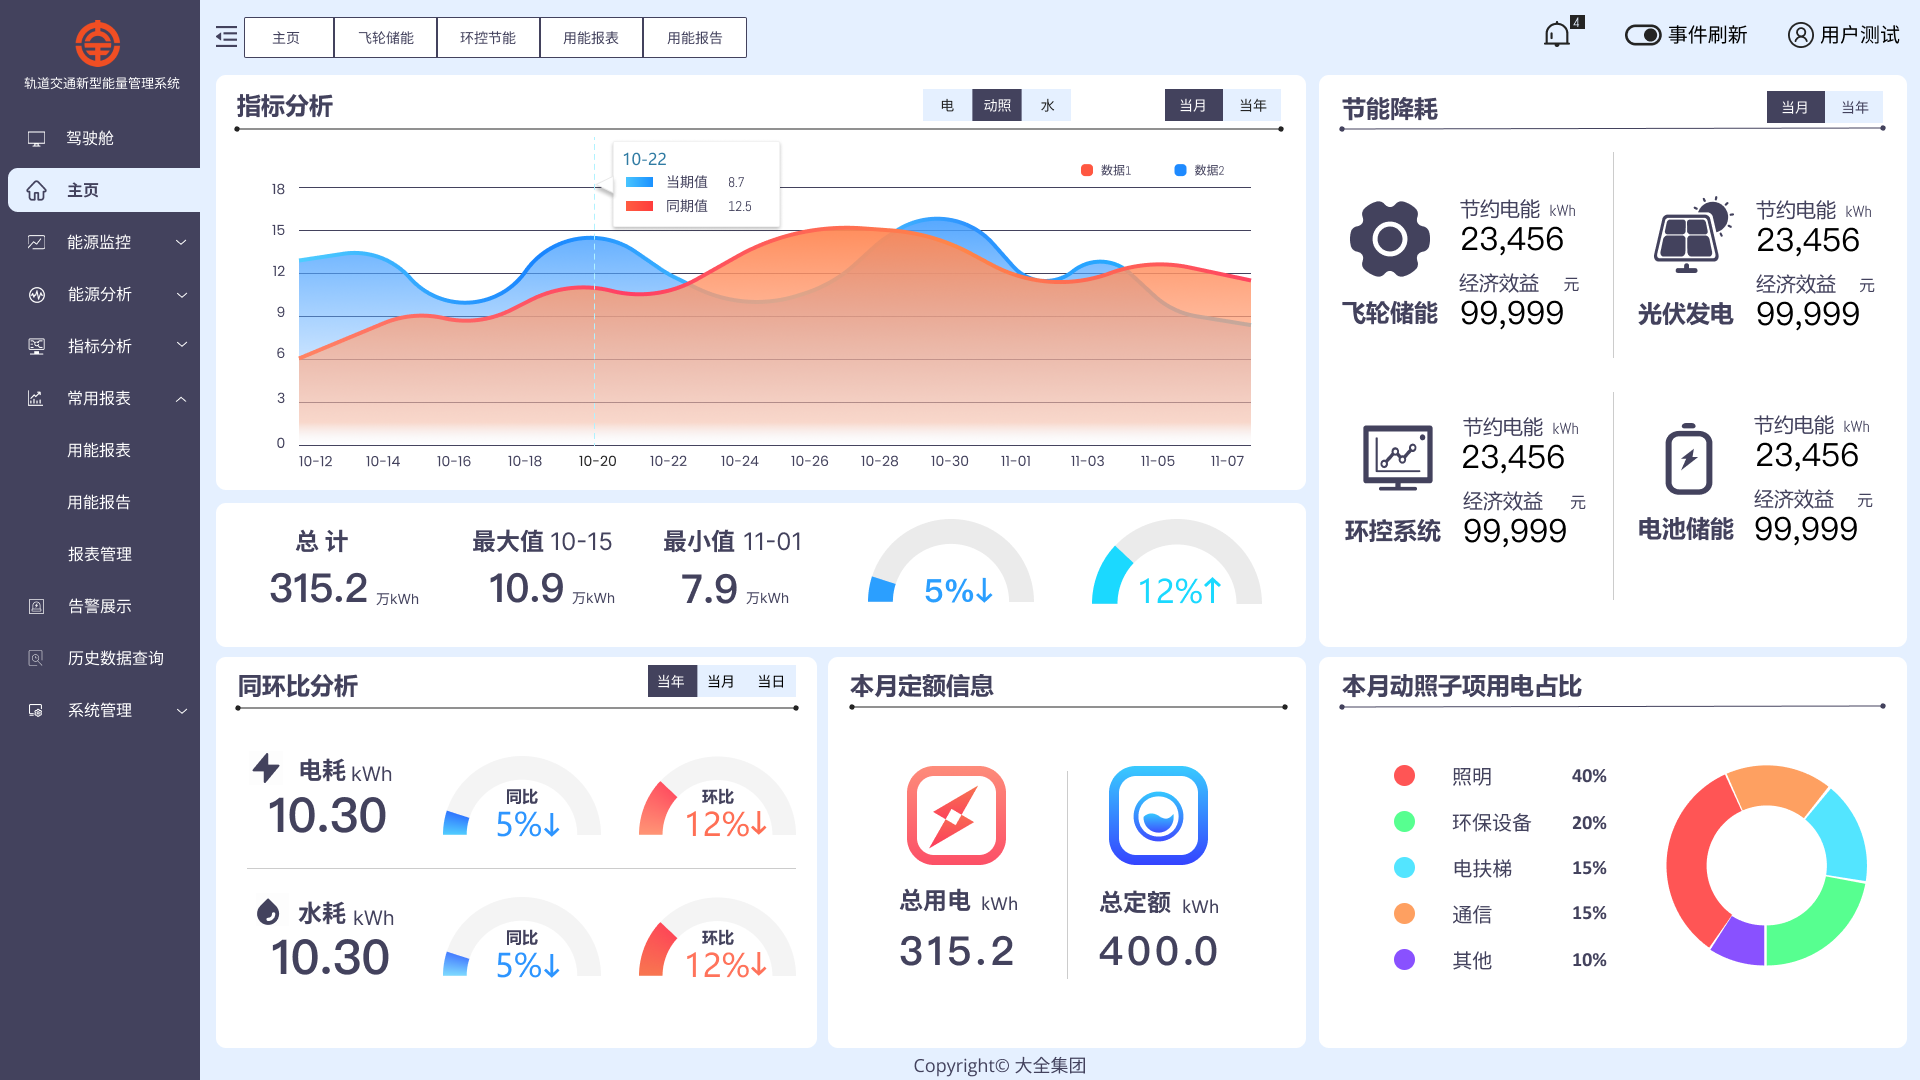 轨道交通新型能量管理系统
驾驶舱
主页
能源监控
能源分析
指标分析
常用报表
用能报表
用能报告
报表管理
告警展示
历史数据查询
系统管理
主页 飞轮储能 环控节能 用能报表 用能报告
4 事件刷新 用户测试
指标分析 电 动照 水 当月 当年
10-22
当期值 8.7
同期值 12.5
数据1 数据2
18
15
12
9
6
3
0
10-12 10-14 10-16 10-18 10-20 10-22 10-24 10-26 10-28 10-30 11-01 11-03 11-05 11-07
总 计 最大值 10-15 最小值 11-01
315.2 万kWh 10.9 万kWh 7.9 万kWh 5%↓ 12%↑
节能降耗 当月 当年
节约电能 kWh
23,456
经济效益 元
飞轮储能 99,999
节约电能 kWh
23,456
经济效益 元
光伏发电 99,999
节约电能 kWh
23,456
经济效益 元
环控系统 99,999
节约电能 kWh
23,456
经济效益 元
电池储能 99,999
同环比分析 当年 当月 当日
电耗 kWh
10.30
同比
5%↓
环比
12%↓
水耗 kWh
10.30
同比
5%↓
环比
12%↓
本月定额信息
总用电 kWh
315.2
总定额 kWh
400.0
本月动照子项用电占比
照明 40%
环保设备 20%
电扶梯 15%
通信 15%
其他 10%
Copyright© 大全集团